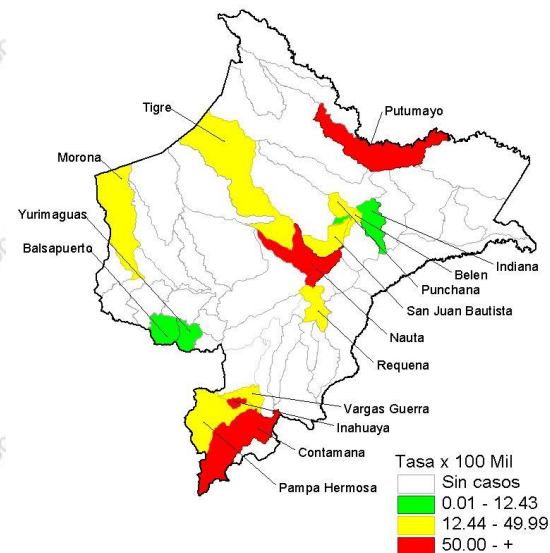 Tigre
Putumayo
Morona
Yurimaguas
Balsapuerto
Indiana
Belen
Punchana
San Juan Bautista
Nauta
Requena
Vargas Guerra
Inahuaya
Contamana
Pampa Hermosa
Tasa x 100 Mil
Sin casos
0.01 - 12.43
12.44 - 49.99
50.00 - +